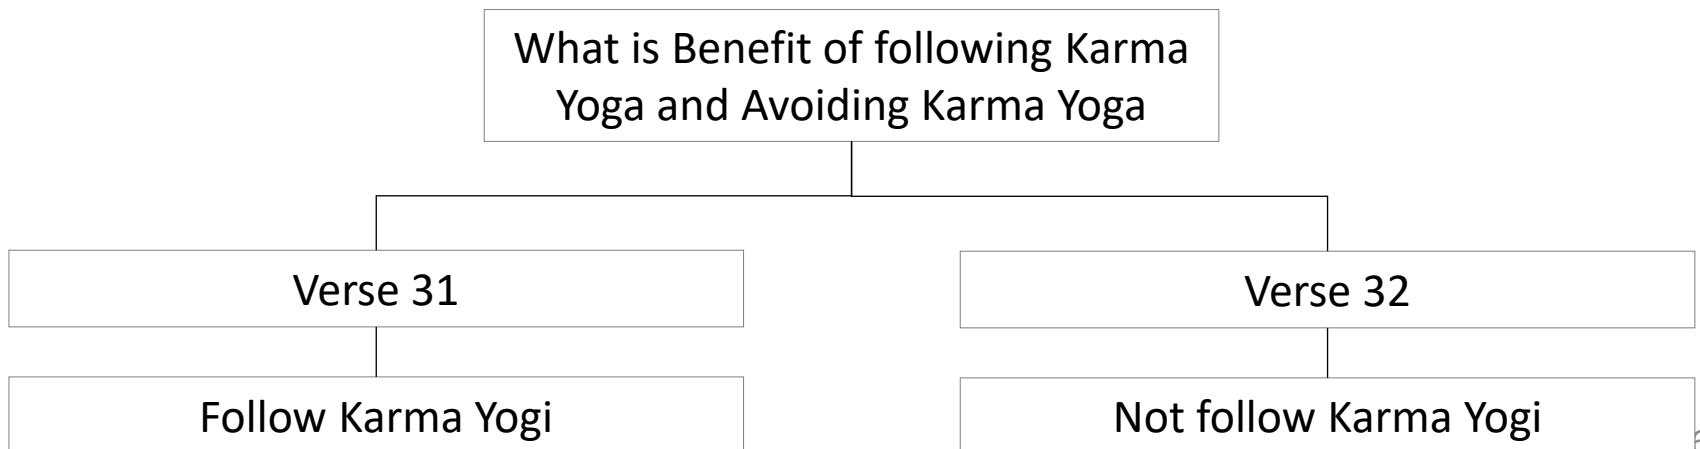 What is Benefit of following Karma
Yoga and Avoiding Karma Yoga
Verse 31
Verse 32
Follow Karma Yogi
Not follow Karma Yogi